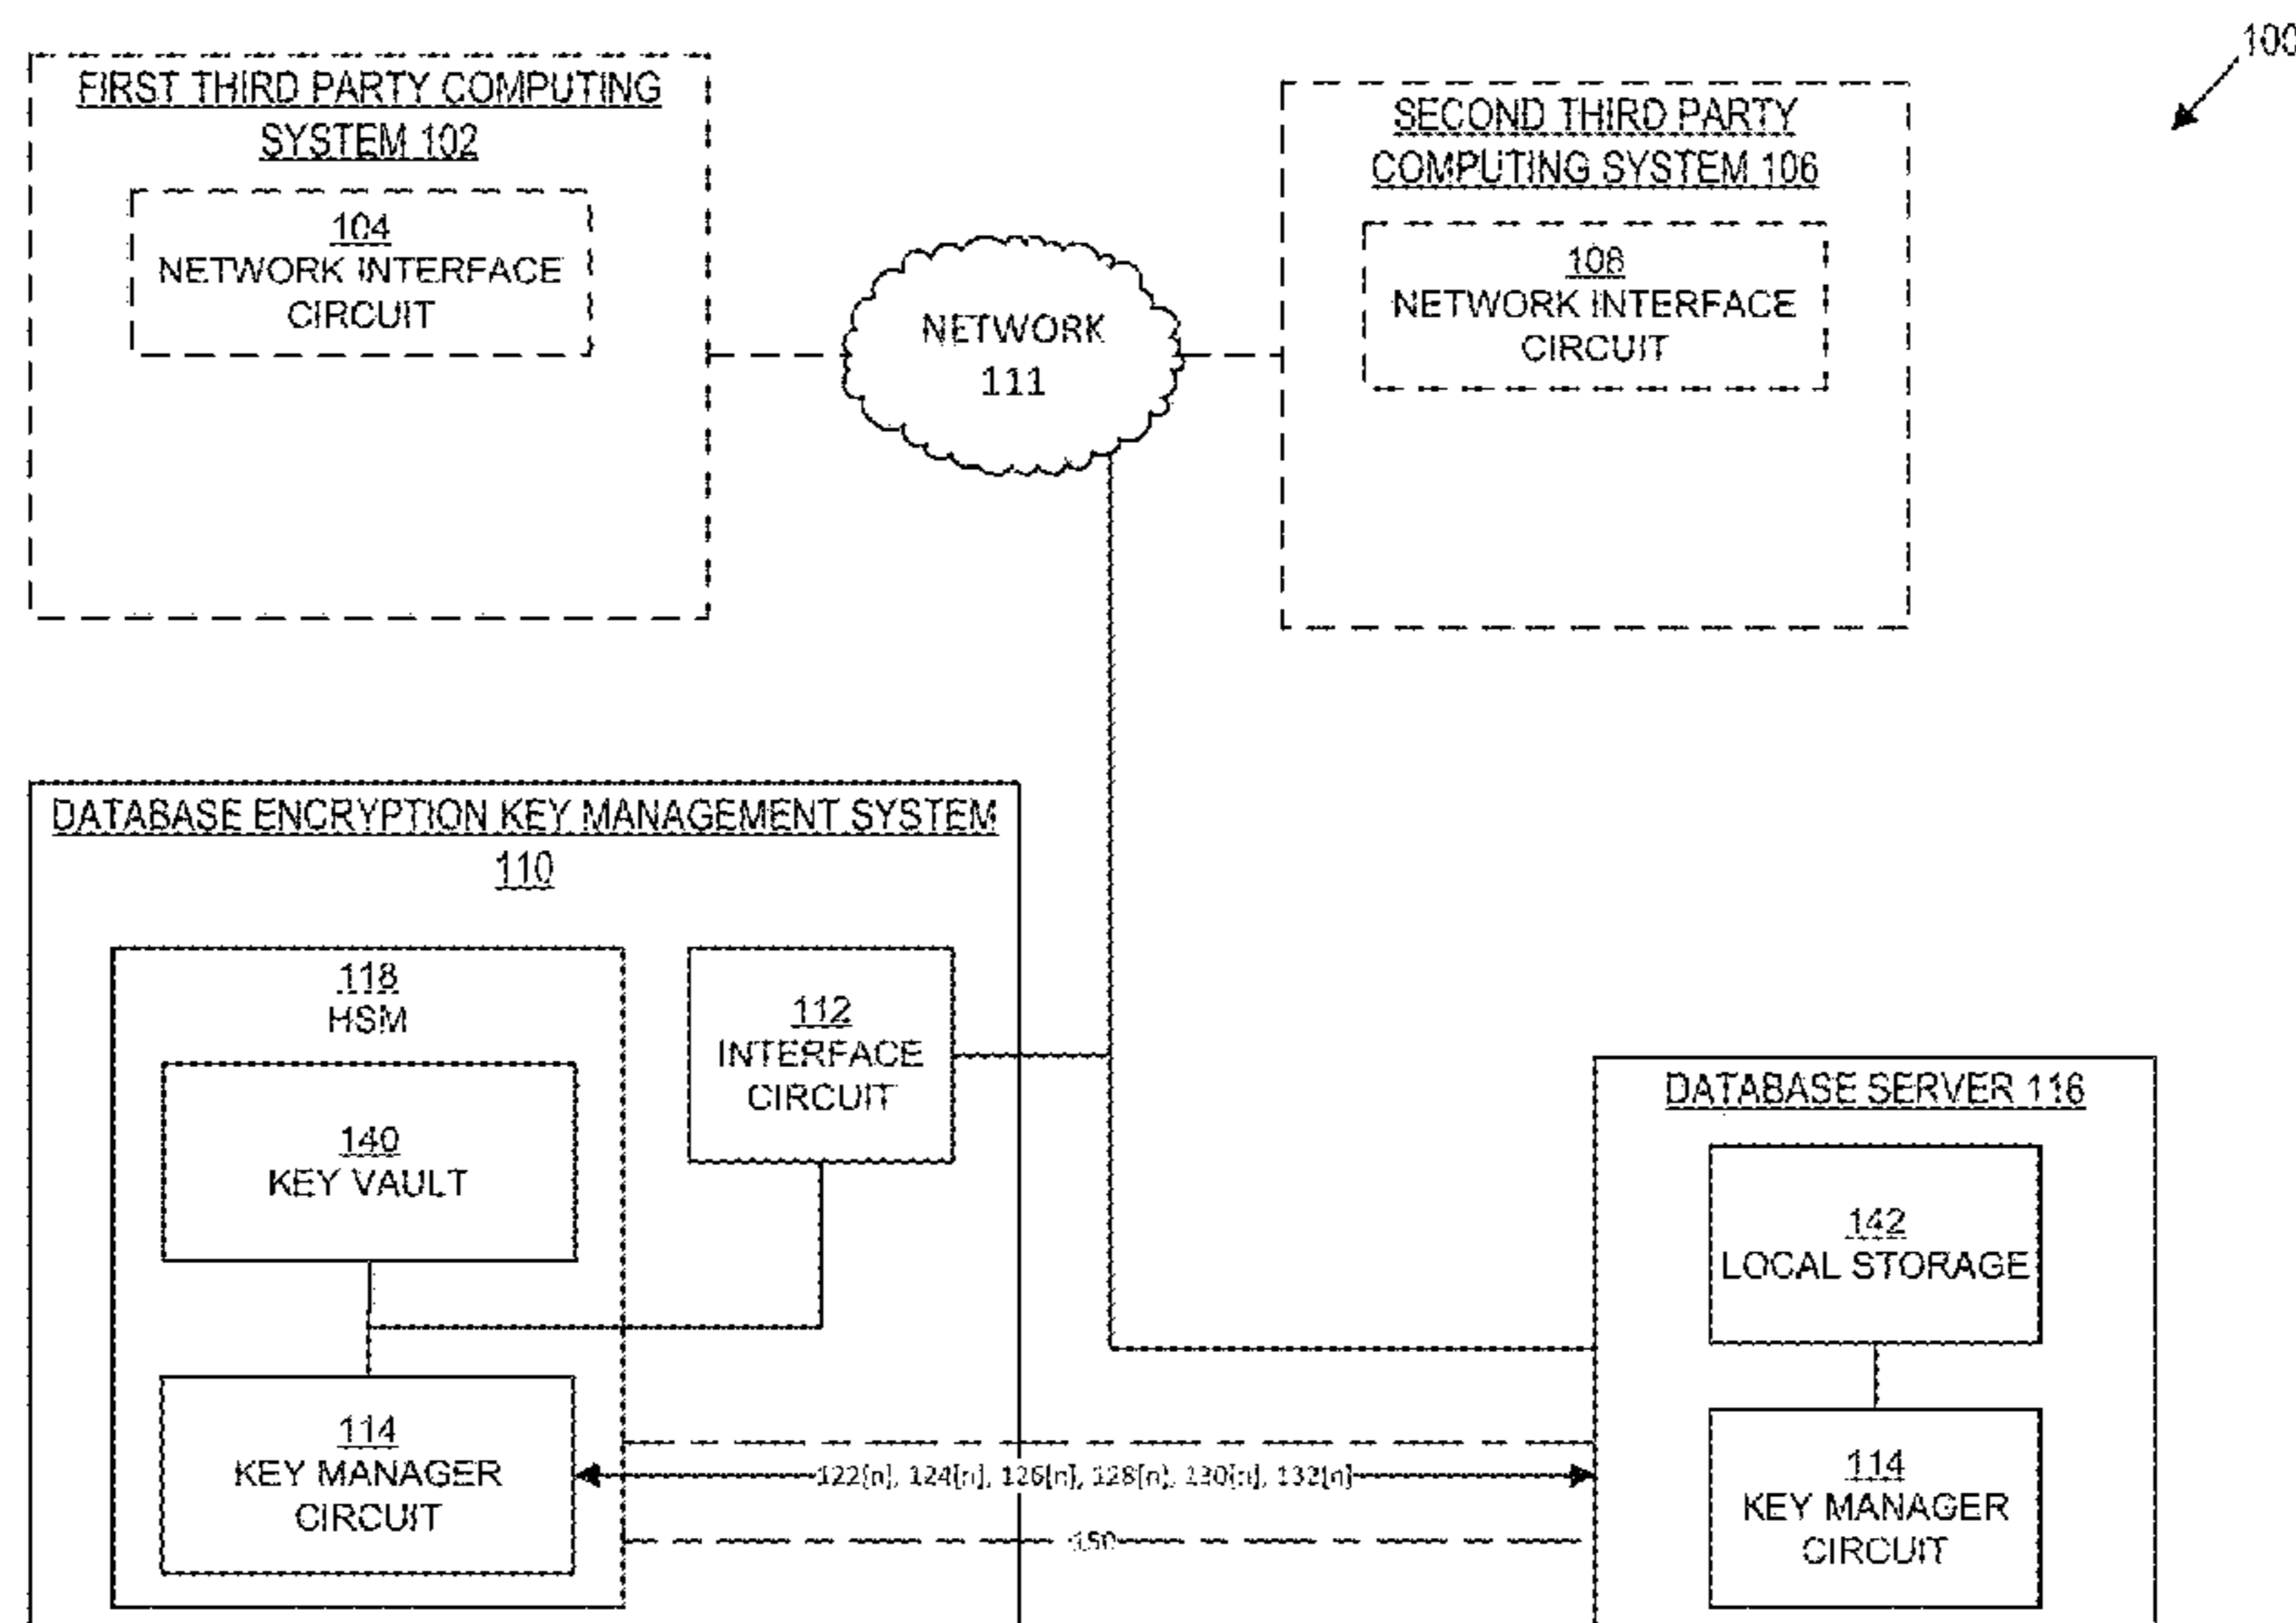 100
FIRST THIRD PARTY COMPUTING
SYSTEM 102
104
NETWORK INTERFACE
CIRCUIT
SECOND THIRD PARTY
COMPUTING SYSTEM 106
108
NETWORK INTERFACE
CIRCUIT
NETWORK
111
DATABASE ENCRYPTION KEY MANAGEMENT SYSTEM
110
118
HSM
140
KEY VAULT
114
KEY MANAGER
CIRCUIT
112
INTERFACE
CIRCUIT
122[n], 124[n], 126[n], 128[n], 130[n], 132[n]
150
DATABASE SERVER 116
142
LOCAL STORAGE
114
KEY MANAGER
CIRCUIT